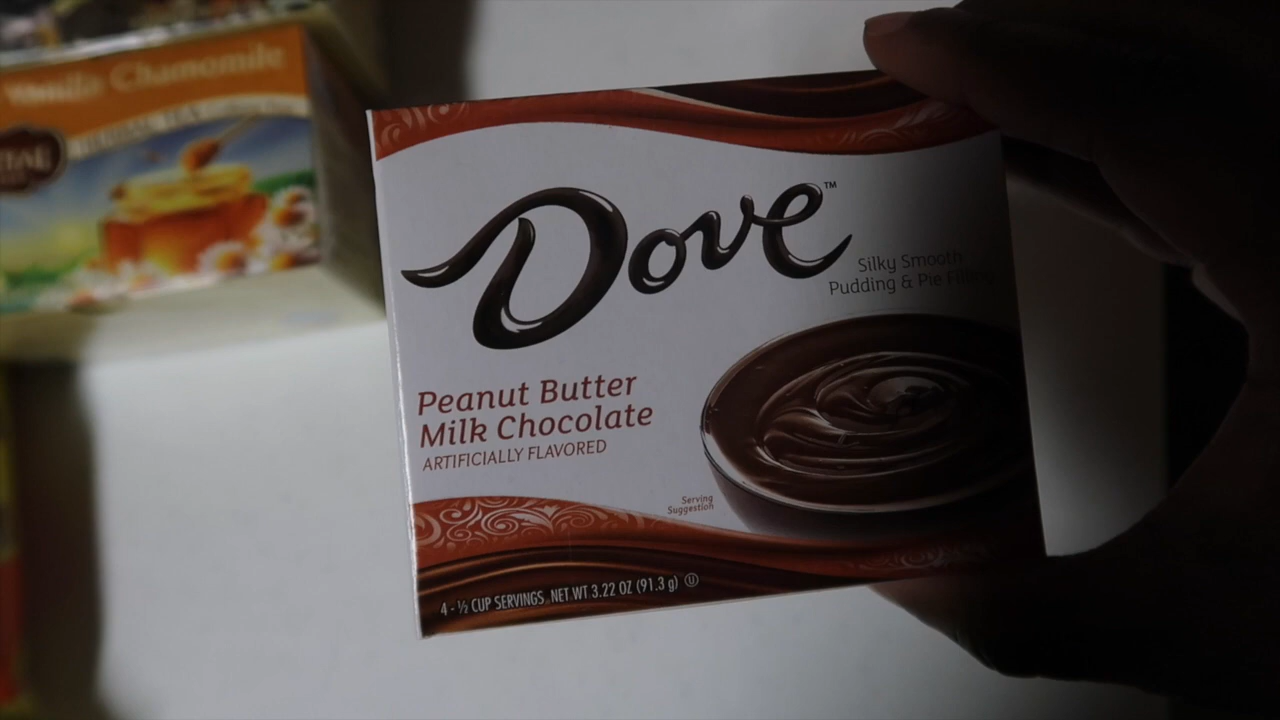 Vanilla Chamomile
Dove™
Silky Smooth
Pudding & Pie Filling
Peanut Butter
Milk Chocolate
ARTIFICIALLY FLAVORED
Serving
Suggestion
4 - ½ CUP SERVINGS NET WT 3.22 OZ (91.3 g) Ⓤ